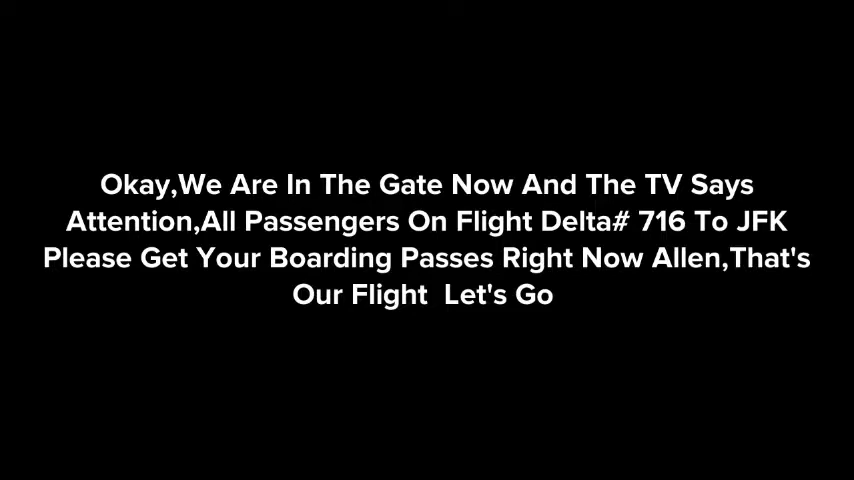 Okay,We Are In The Gate Now And The TV Says
Attention,All Passengers On Flight Delta# 716 To JFK
Please Get Your Boarding Passes Right Now Allen,That's
Our Flight  Let's Go